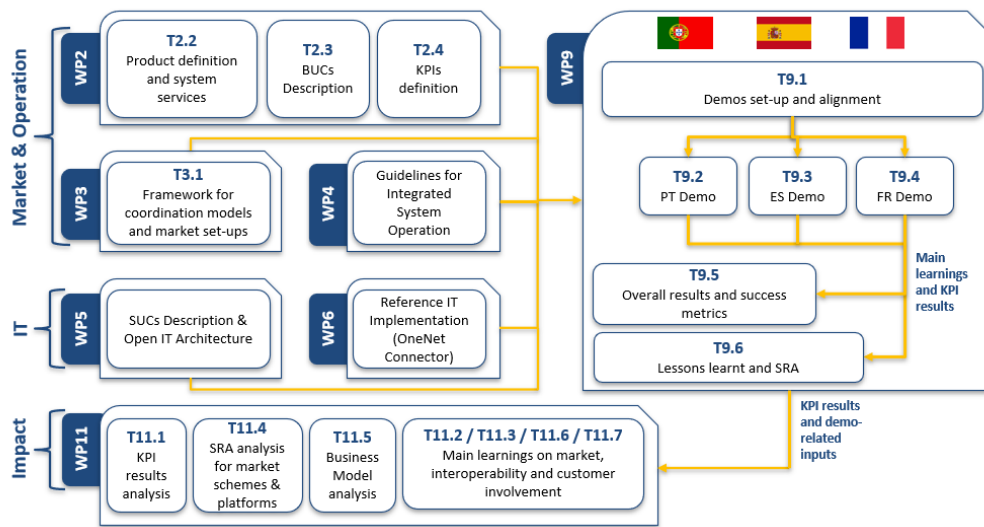 Market & Operation
WP2
T2.2
Product definition
and system
services
T2.3
BUCs
Description
T2.4
KPIs
definition
WP3
T3.1
Framework for
coordination models
and market set-ups
WP4
Guidelines for
Integrated
System
Operation
IT
WP5
SUCs Description &
Open IT Architecture
WP6
Reference IT
Implementation
(OneNet
Connector)
WP9
T9.1
Demos set-up and alignment
T9.2
PT Demo
T9.3
ES Demo
T9.4
FR Demo
Main
learnings
and KPI
results
T9.5
Overall results and success
metrics
T9.6
Lessons learnt and SRA
KPI results
and demo-
related
inputs
Impact
WP11
T11.1
KPI
results
analysis
T11.4
SRA analysis
for market
schemes &
platforms
T11.5
Business
Model
analysis
T11.2 / T11.3 / T11.6 / T11.7
Main learnings on market,
interoperability and customer
involvement